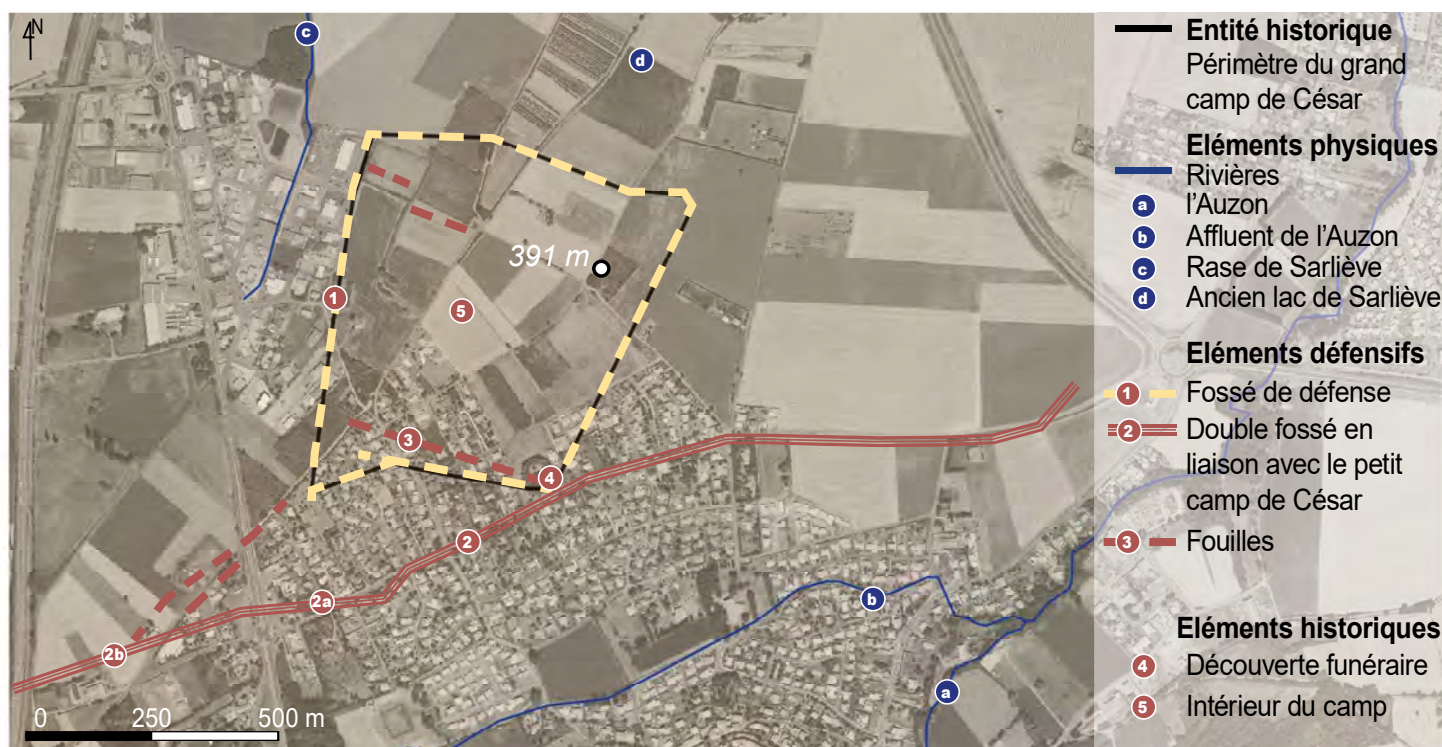 N
c
d
391 m
1
5
3
4
2
2a
2b
b
a
0 250 500 m
Entité historique
Périmètre du grand
camp de César
Eléments physiques
Rivières
a l'Auzon
b Affluent de l'Auzon
c Rase de Sarliève
d Ancien lac de Sarliève
Eléments défensifs
1 Fossé de défense
2 Double fossé en
liaison avec le petit
camp de César
3 Fouilles
Eléments historiques
4 Découverte funéraire
5 Intérieur du camp